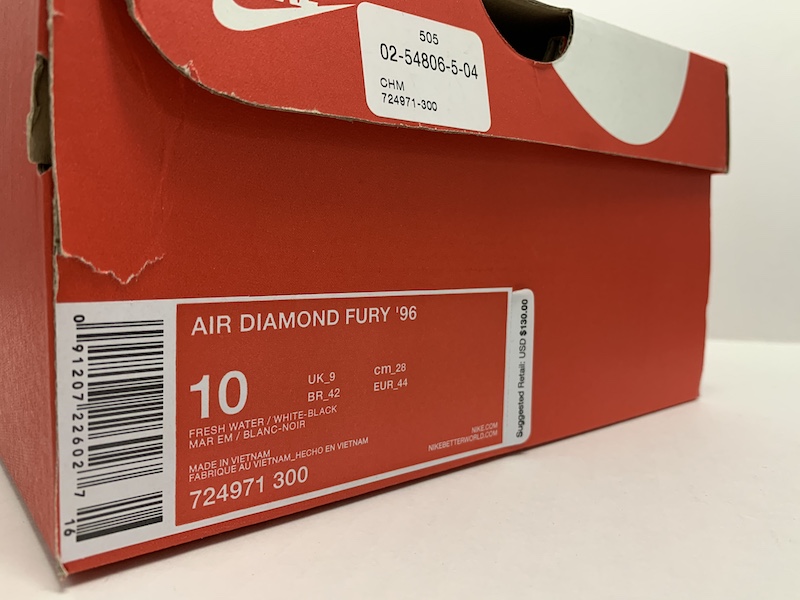 505
02-54806-5-04
CHM
724971-300
AIR DIAMOND FURY '96
10
UK_9
cm_28
BR_42
EUR_44
FRESH WATER / WHITE-BLACK
MAR EM / BLANC-NOIR
NIKE.COM
NIKEBETTERWORLD.COM
MADE IN VIETNAM
FABRIQUE AU VIETNAM_HECHO EN VIETNAM
724971 300
Suggested Retail: USD $130.00
0 91207 22602 7
16